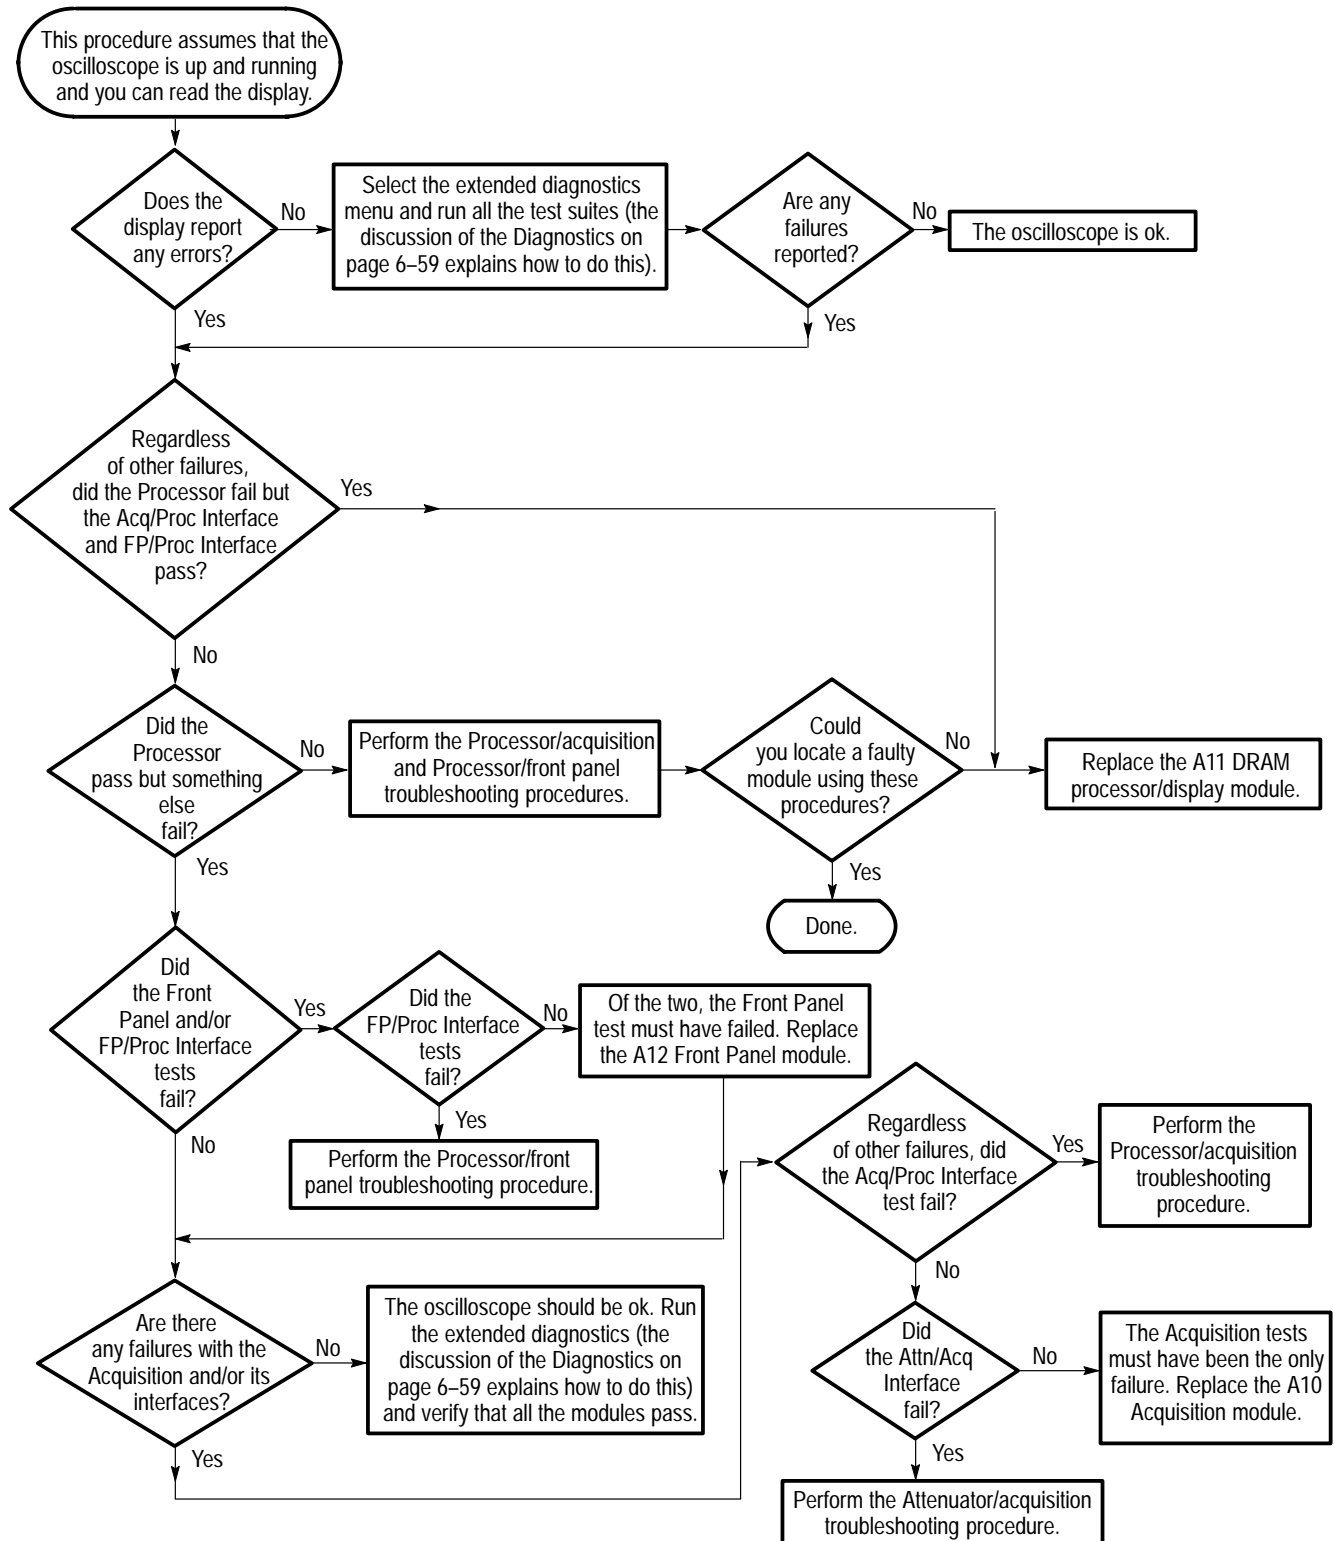 This procedure assumes that the
oscilloscope is up and running
and you can read the display.
Does the
display report
any errors?
No
Select the extended diagnostics
menu and run all the test suites (the
discussion of the Diagnostics on
page 6–59 explains how to do this).
Are any
failures
reported?
No
The oscilloscope is ok.
Yes
Yes
Regardless
of other failures,
did the Processor fail but
the Acq/Proc Interface
and FP/Proc Interface
pass?
Yes
No
Did the
Processor
pass but something
else
fail?
No
Perform the Processor/acquisition
and Processor/front panel
troubleshooting procedures.
Could
you locate a faulty
module using these
procedures?
No
Replace the A11 DRAM
processor/display module.
Yes
Yes
Done.
Did
the Front
Panel and/or
FP/Proc Interface
tests
fail?
Yes
Did the
FP/Proc Interface
tests
fail?
No
Of the two, the Front Panel
test must have failed. Replace
the A12 Front Panel module.
Yes
No
Perform the Processor/front
panel troubleshooting procedure.
Regardless
of other failures, did
the Acq/Proc Interface
test fail?
Yes
Perform the
Processor/acquisition
troubleshooting
procedure.
No
Are there
any failures with the
Acquisition and/or its
interfaces?
No
The oscilloscope should be ok. Run
the extended diagnostics (the
discussion of the Diagnostics on
page 6–59 explains how to do this)
and verify that all the modules pass.
Yes
Did
the Attn/Acq
Interface
fail?
No
The Acquisition tests
must have been the only
failure. Replace the A10
Acquisition module.
Yes
Perform the Attenuator/acquisition
troubleshooting procedure.